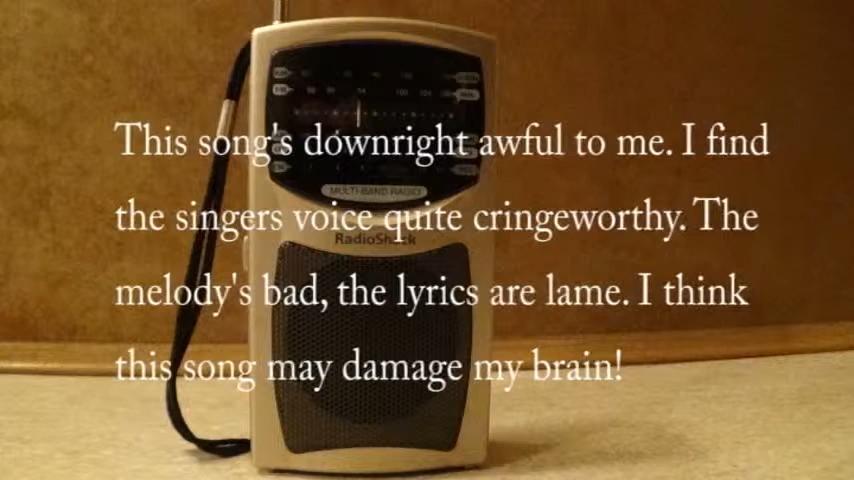 This song's downright awful to me. I find
the singers voice quite cringeworthy. The
melody's bad, the lyrics are lame. I think
this song may damage my brain!
MULTI-BAND RADIO
RadioShack